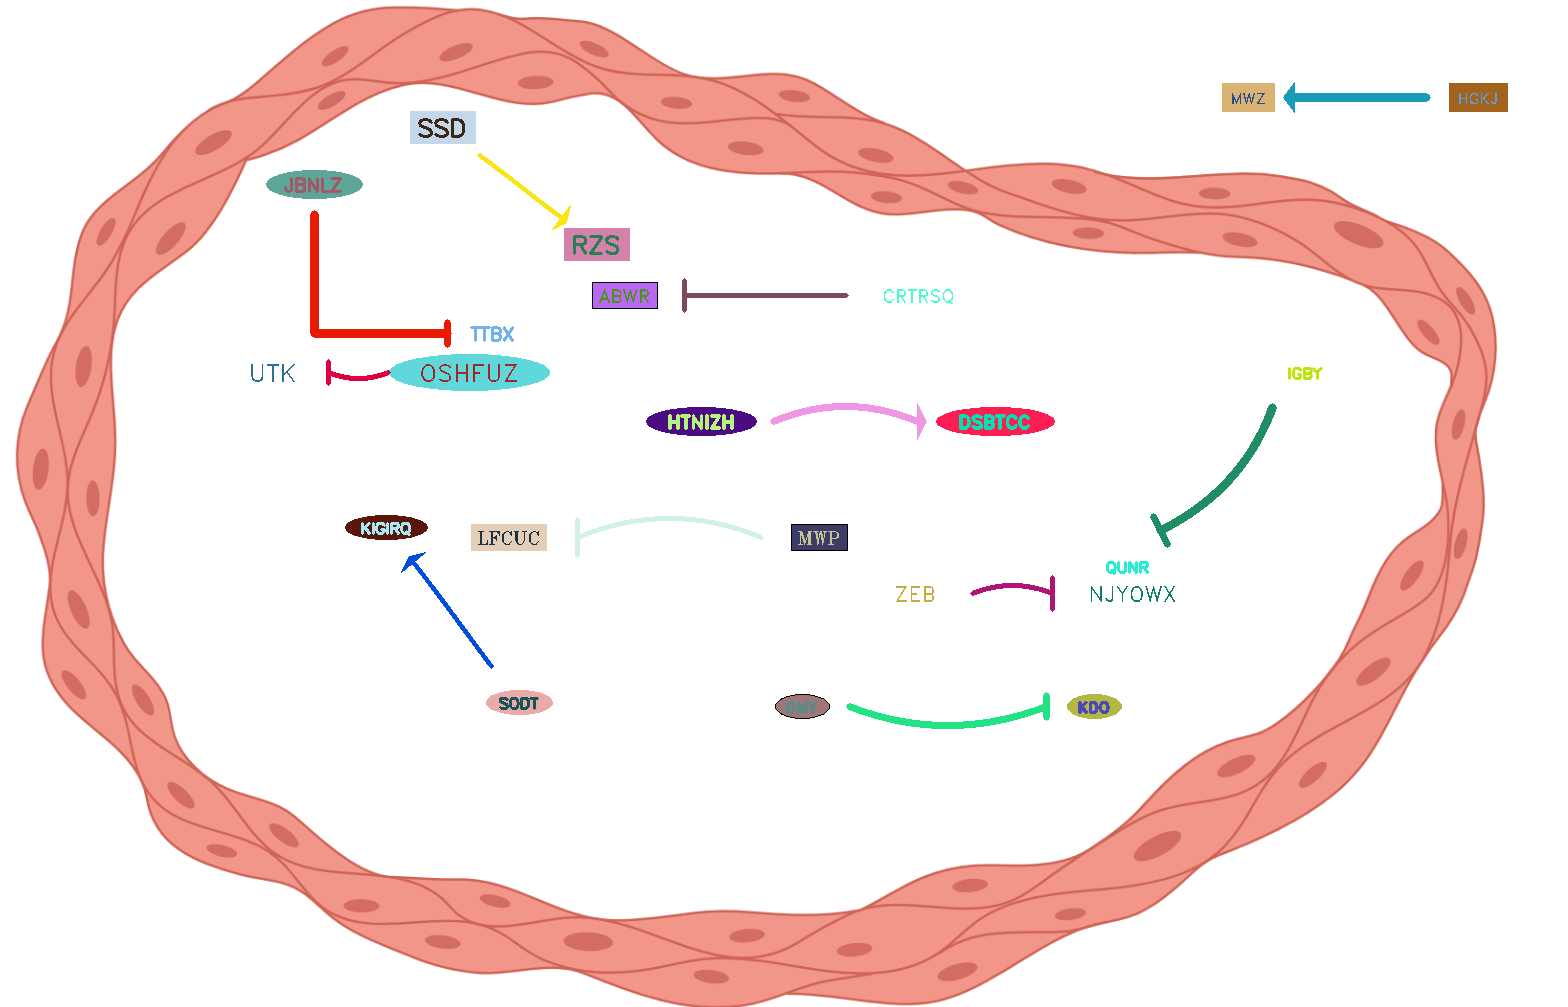 MWZ
HGKJ
SSD
JBNLZ
RZS
ABWR
CRTRSQ
TTBX
UTK
OSHFUZ
IGBY
HTNIZH
DSBTCC
KIGIRQ
LFCUC
MWP
QUNR
ZEB
NJYOWX
SODT
DMY
KDO